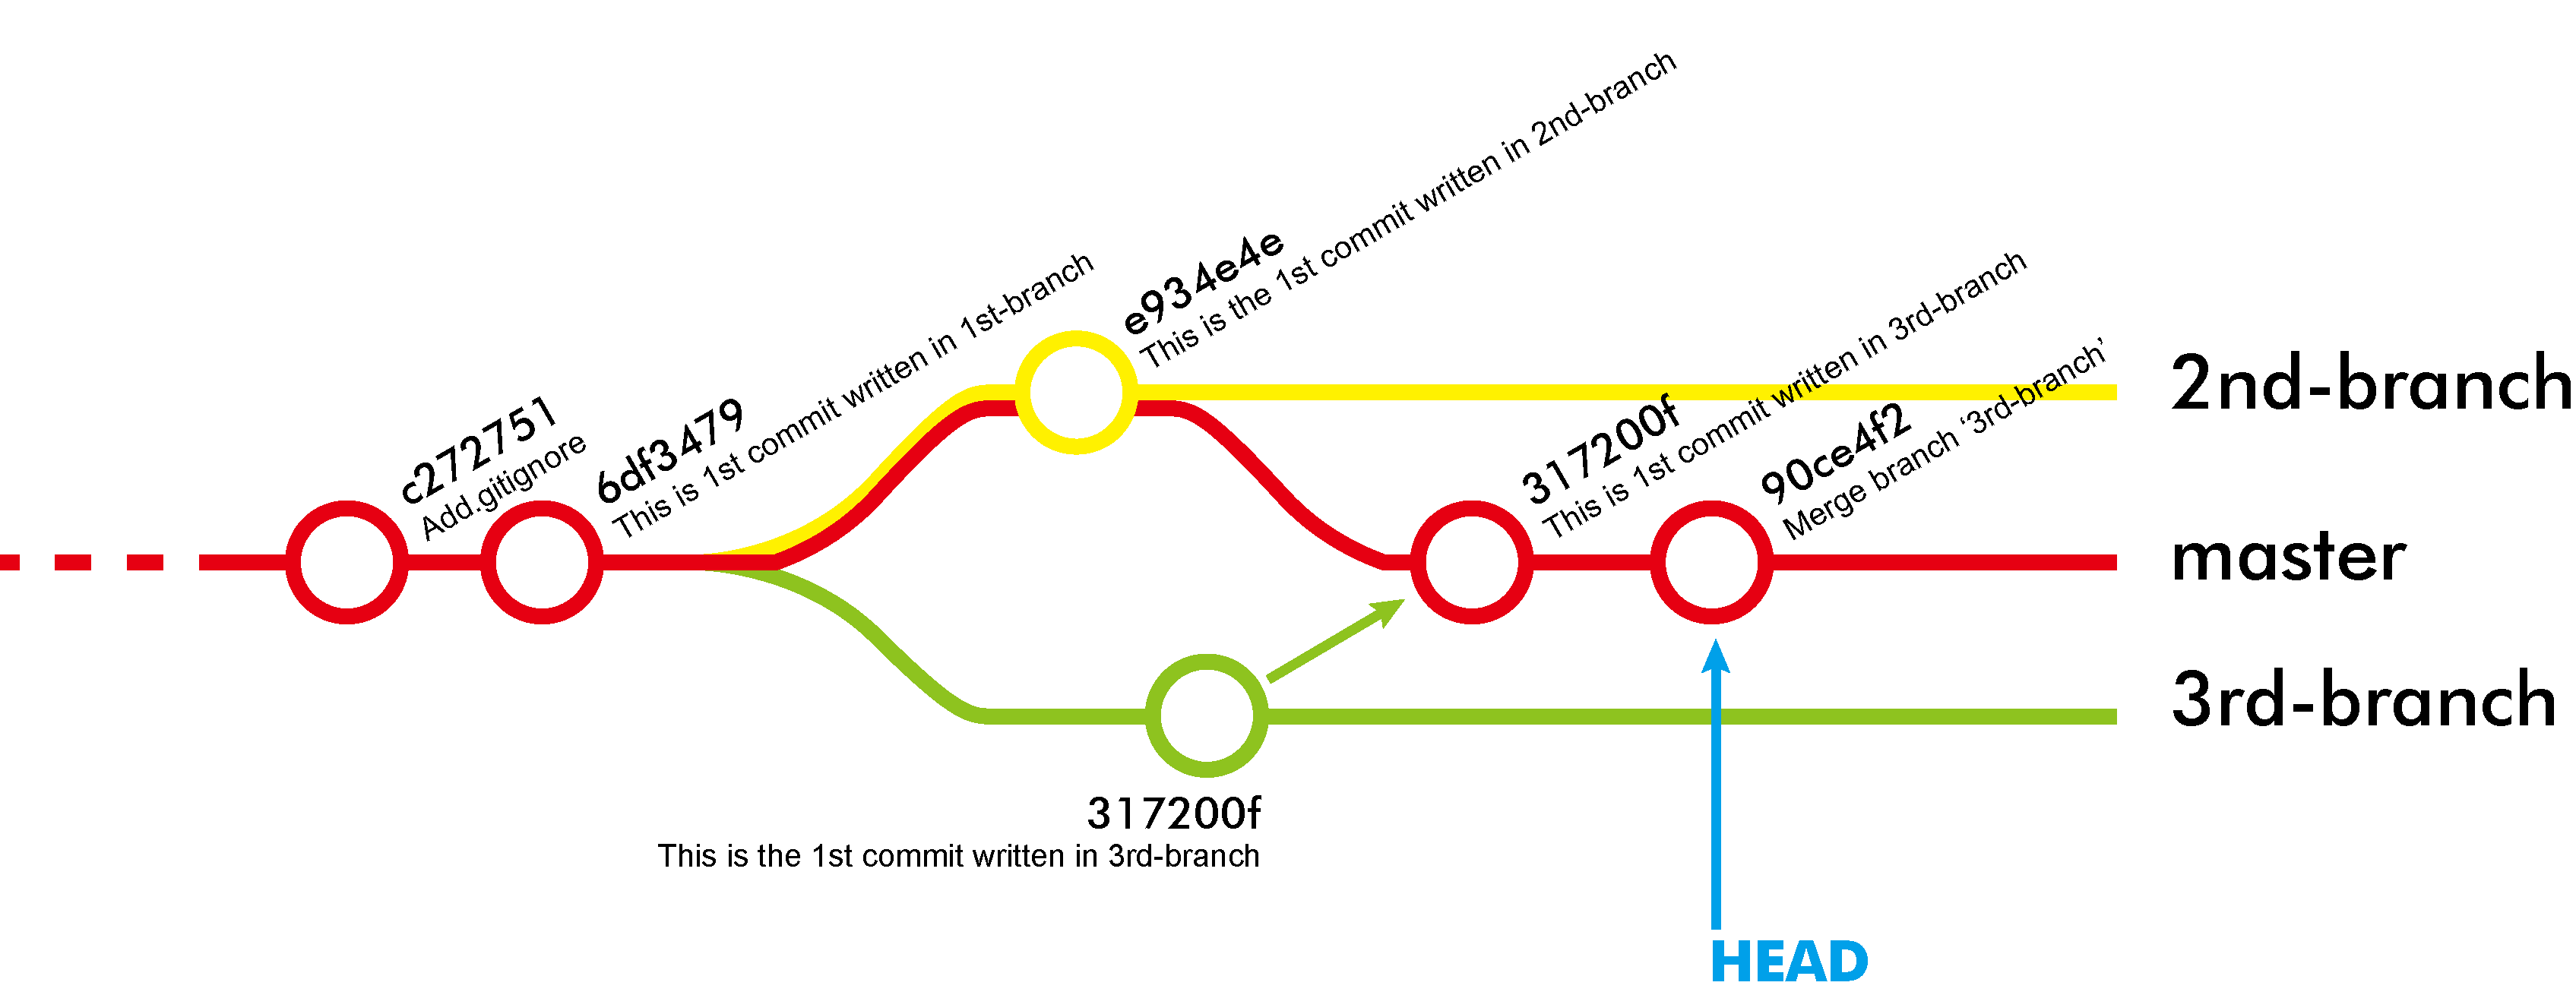 c272751
Add.gitignore
6df3479
This is 1st commit written in 1st-branch
e934e4e
This is the 1st commit written in 2nd-branch
317200f
This is 1st commit written in 3rd-branch
90ce4f2
Merge branch ‘3rd-branch’
2nd-branch
master
3rd-branch
317200f
This is the 1st commit written in 3rd-branch
HEAD